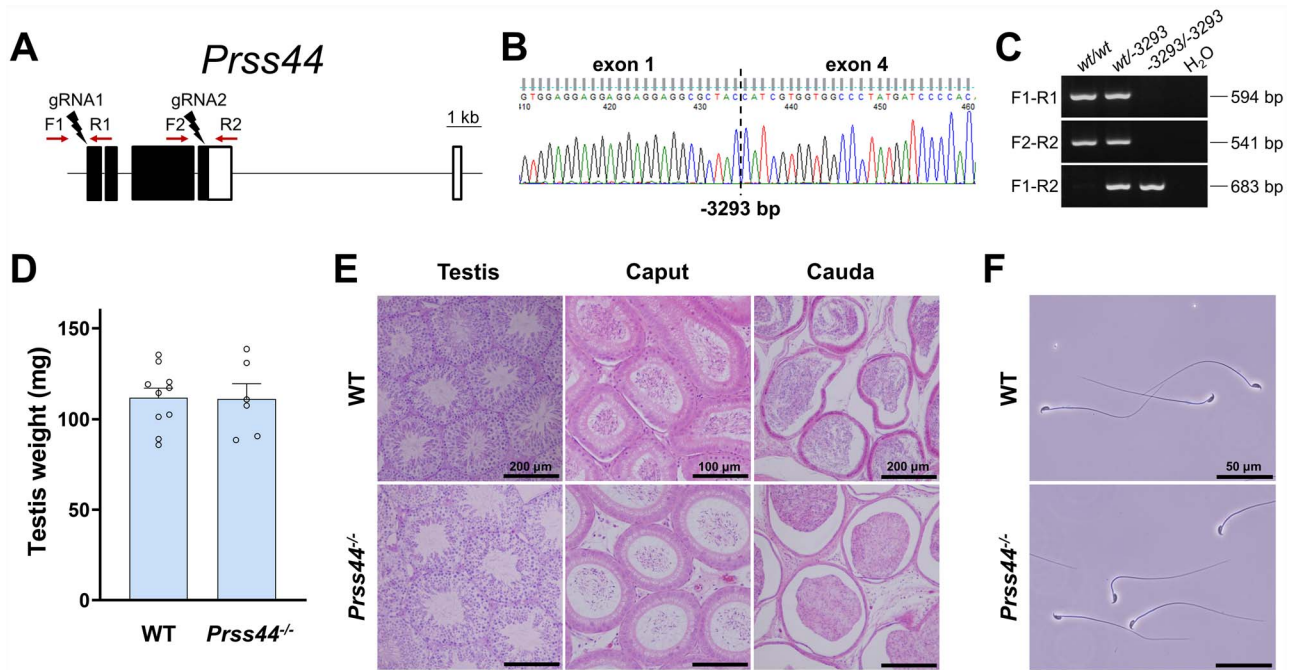 A
Prss44
gRNA1
gRNA2
F1
R1
F2
R2
1 kb
B
exon 1
exon 4
GTGGAGGAGGAGGAGGAGGCGCTACCATCGTGGTGGCCCTATGATCCCCAC
410
420
430
440
450
460
-3293 bp
C
wt/wt
wt/-3293
-3293/-3293
H2O
F1-R1
594 bp
F2-R2
541 bp
F1-R2
683 bp
D
Testis weight (mg)
150
100
50
0
WT
Prss44-/-
E
Testis
Caput
Cauda
WT
200 µm
100 µm
200 µm
Prss44-/-
F
WT
50 µm
Prss44-/-